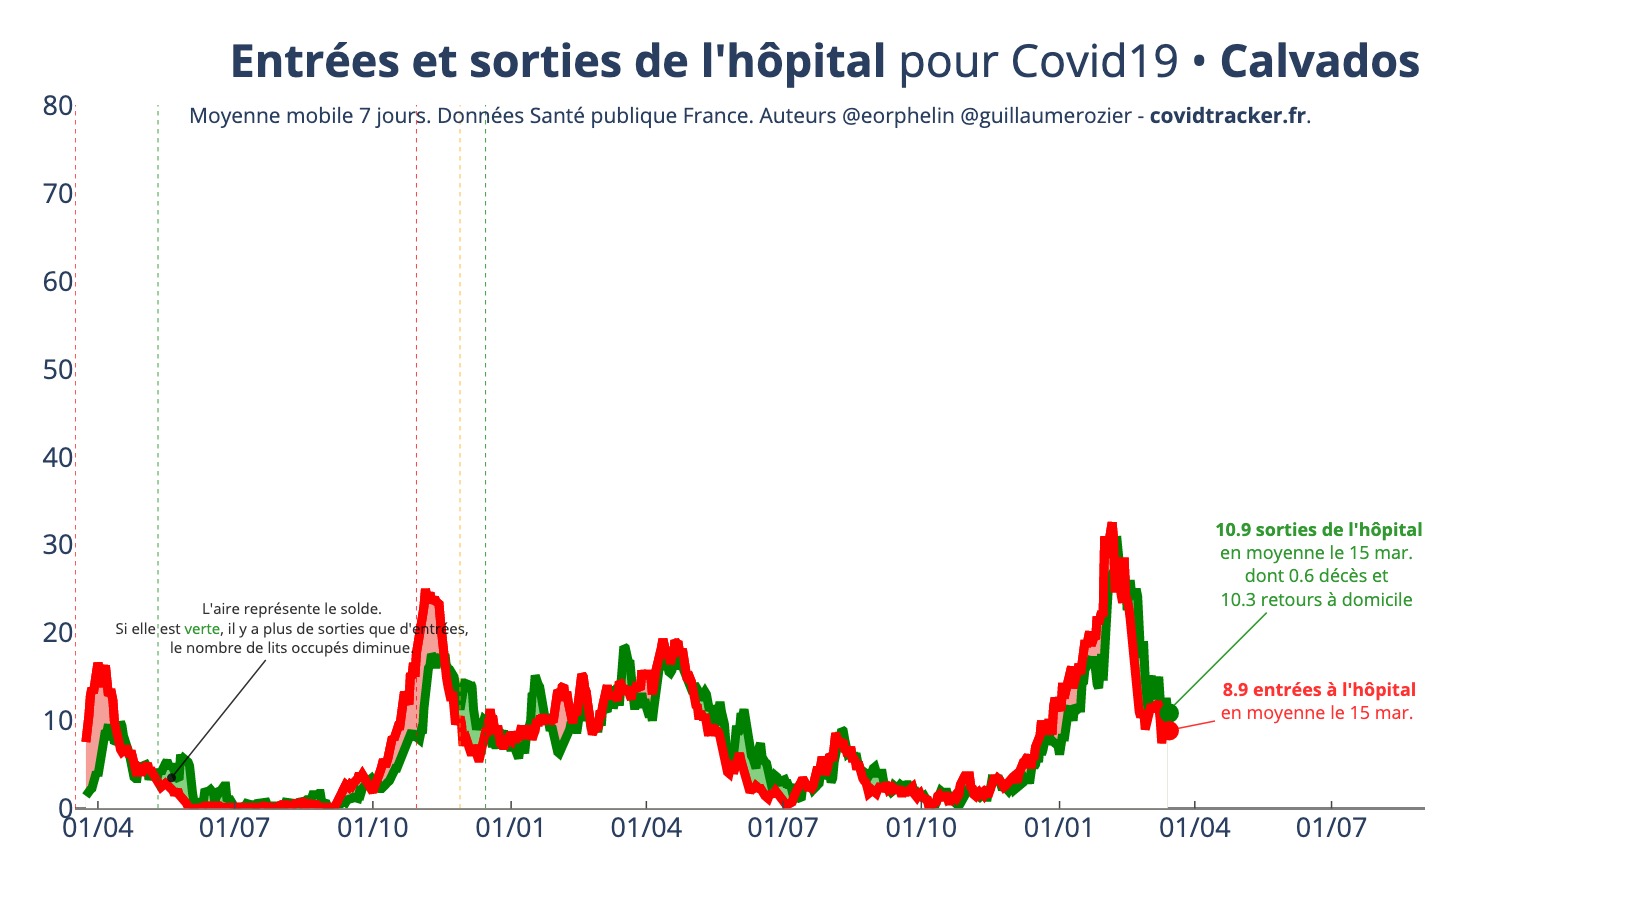 Entrées et sorties de l'hôpital pour Covid19 • Calvados
Moyenne mobile 7 jours. Données Santé publique France. Auteurs @eorphelin @guillaumerozier - covidtracker.fr.
80
70
60
50
40
30
20
10
0
10.9 sorties de l'hôpital
en moyenne le 15 mar.
dont 0.6 décès et
10.3 retours à domicile
L'aire représente le solde.
Si elle est verte, il y a plus de sorties que d'entrées,
le nombre de lits occupés diminue.
8.9 entrées à l'hôpital
en moyenne le 15 mar.
01/04 01/07 01/10 01/01 01/04 01/07 01/10 01/01 01/04 01/07